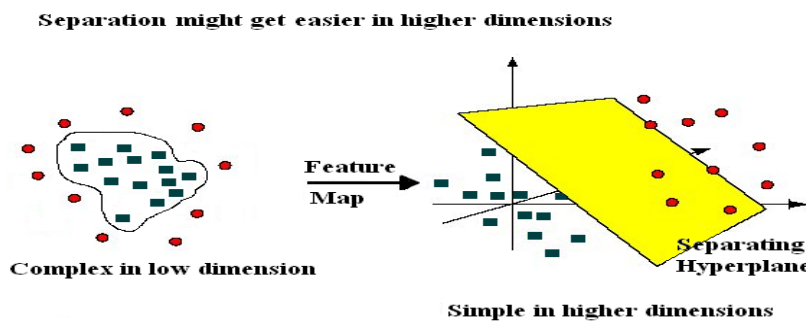 Separation might get easier in higher dimensions
Feature
Map
Complex in low dimension
Separating
Hyperplane
Simple in higher dimensions